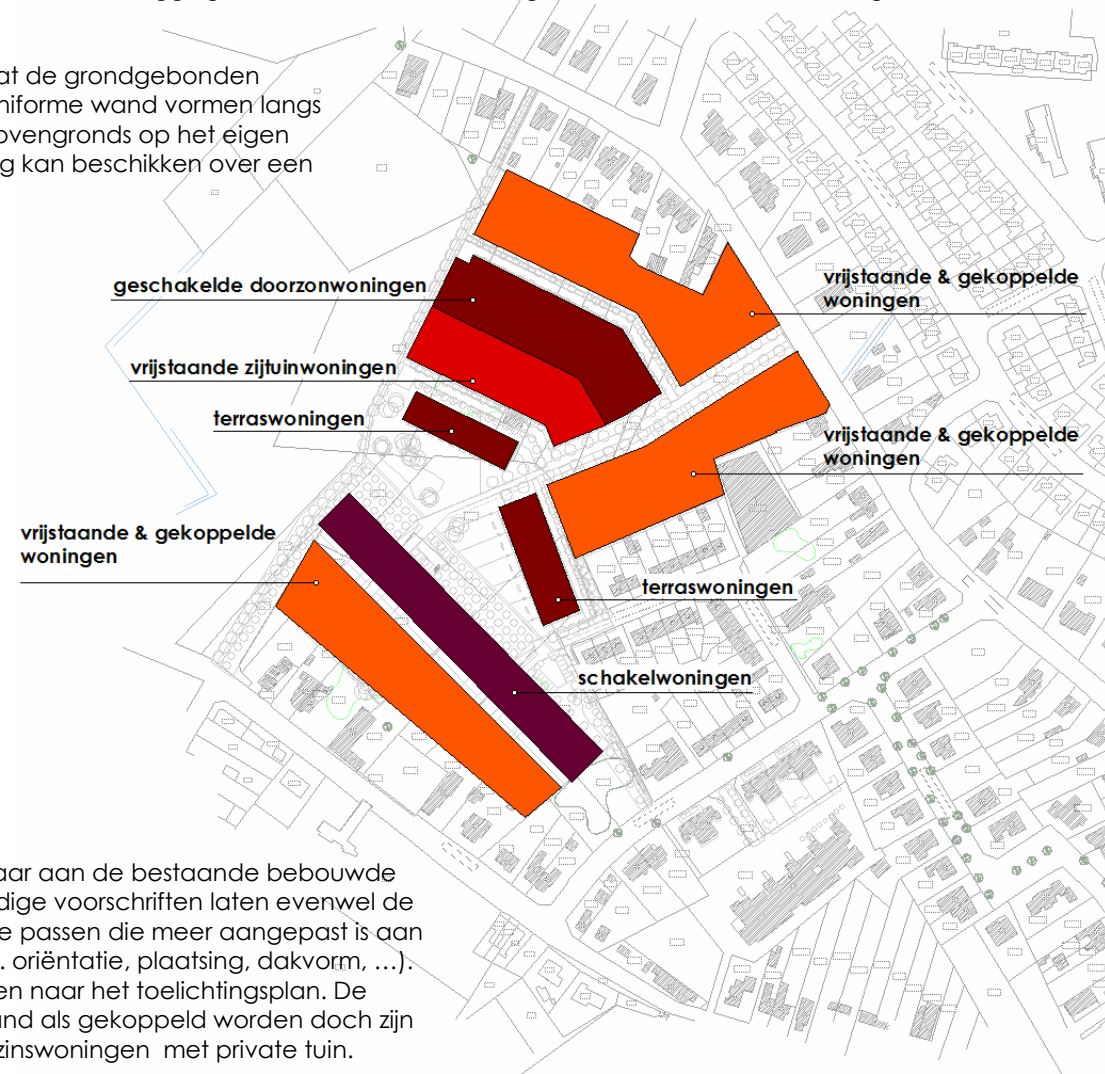 at de grondgebonden
niforme wand vormen langs
ovengronds op het eigen
g kan beschikken over een
geschakelde doorzonwoningen
vrijstaande & gekoppelde
woningen
vrijstaande zijtuinwoningen
terraswoningen
vrijstaande & gekoppelde
woningen
vrijstaande & gekoppelde
woningen
terraswoningen
schakelwoningen
aar aan de bestaande bebouwde
dige voorschriften laten evenwel de
e passen die meer aangepast is aan
. oriëntatie, plaatsing, dakvorm, …).
en naar het toelichtingsplan. De
and als gekoppeld worden doch zijn
zinswoningen met private tuin.